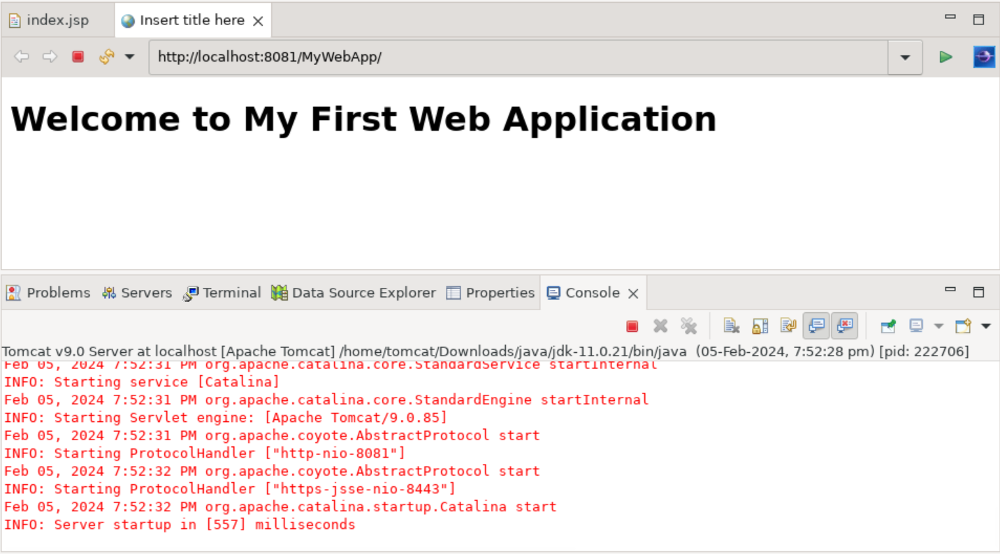 index.jsp Insert title here
http://localhost:8081/MyWebApp/
Welcome to My First Web Application
Problems Servers Terminal Data Source Explorer Properties Console
Tomcat v9.0 Server at localhost [Apache Tomcat] /home/tomcat/Downloads/java/jdk-11.0.21/bin/java (05-Feb-2024, 7:52:28 pm) [pid: 222706]
Feb 05, 2024 7:52:31 PM org.apache.catalina.core.StandardService startInternal
INFO: Starting service [Catalina]
Feb 05, 2024 7:52:31 PM org.apache.catalina.core.StandardEngine startInternal
INFO: Starting Servlet engine: [Apache Tomcat/9.0.85]
Feb 05, 2024 7:52:31 PM org.apache.coyote.AbstractProtocol start
INFO: Starting ProtocolHandler ["http-nio-8081"]
Feb 05, 2024 7:52:32 PM org.apache.coyote.AbstractProtocol start
INFO: Starting ProtocolHandler ["https-jsse-nio-8443"]
Feb 05, 2024 7:52:32 PM org.apache.catalina.startup.Catalina start
INFO: Server startup in [557] milliseconds